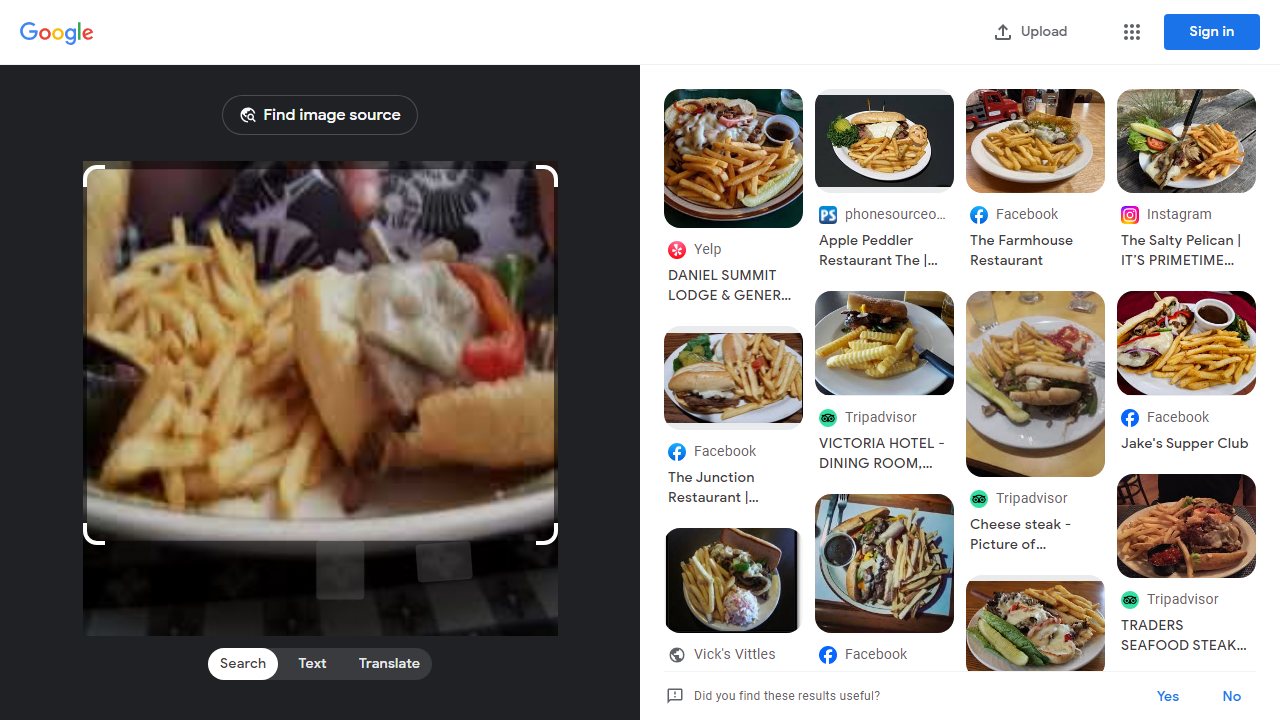 Google
Upload
Sign in
Find image source
Search
Text
Translate
Yelp
DANIEL SUMMIT
LODGE & GENER...
Facebook
The Junction
Restaurant |...
Vick's Vittles
PS
phonesourceo...
Apple Peddler
Restaurant The |...
Tripadvisor
VICTORIA HOTEL -
DINING ROOM,...
Facebook
Facebook
The Farmhouse
Restaurant
Tripadvisor
Cheese steak -
Picture of...
Instagram
The Salty Pelican |
IT'S PRIMETIME...
Facebook
Jake's Supper Club
Tripadvisor
TRADERS
SEAFOOD STEAK...
Did you find these results useful?
Yes
No